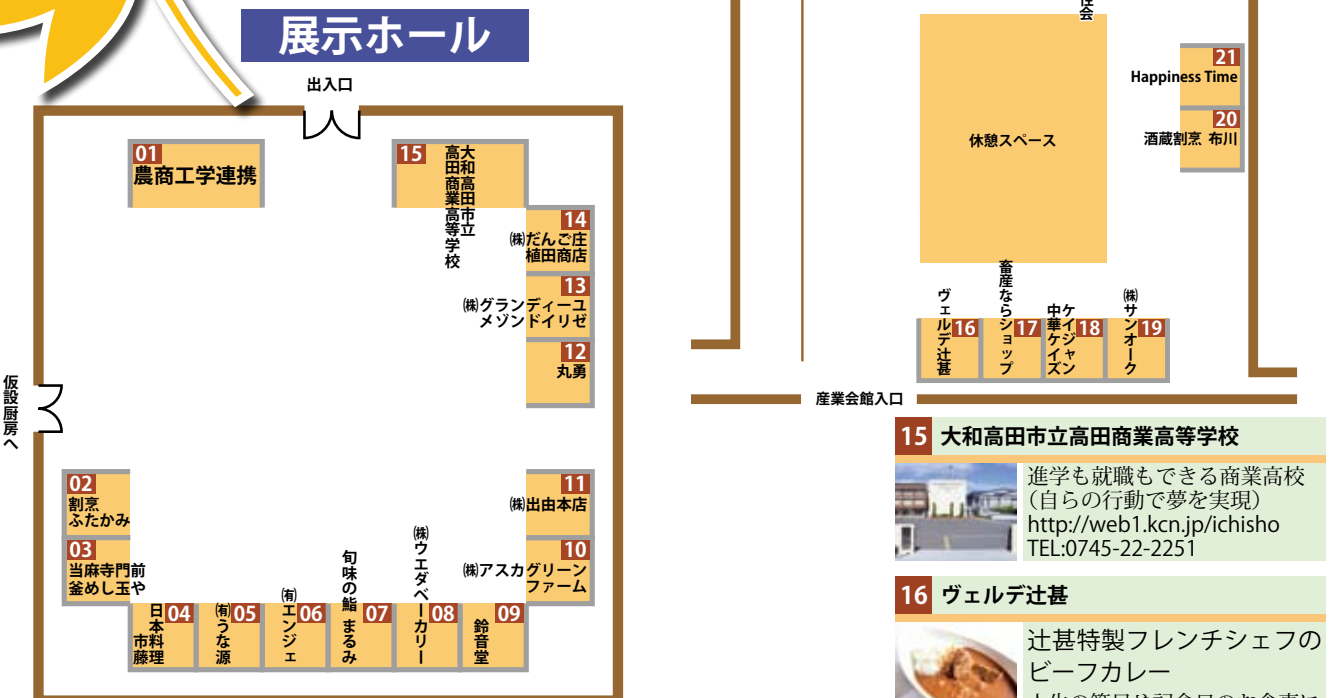 展示ホール
出入口
01
農商工学連携
15
大和高田市立
高田商業高等学校
14
㈱だんご庄
植田商店
13
㈱グランディーユ
メゾンドイリゼ
12
丸勇
仮設厨房へ
02
割烹
ふたかみ
03
当麻寺門前
釜めし玉や
11
㈱出由本店
10
㈱アスカグリーン
ファーム
04
日本料理
市藤
05
㈲うな源
06
㈲エンジェ
07
旬味の鮨 まるみ
08
㈱ウエダベーカリー
09
鈴音堂
休憩スペース
21
Happiness Time
20
酒蔵割烹 布川
16
ヴェルデ辻甚
17
畜産ならショップ
18
ケイジャン
中華ケイズ
19
㈱サンオーク
産業会館入口
15 大和高田市立高田商業高等学校
進学も就職もできる商業高校
(自らの行動で夢を実現)
http://web1.kcn.jp/ichisho
TEL:0745-22-2251
16 ヴェルデ辻甚
辻甚特製フレンチシェフの
ビーフカレー